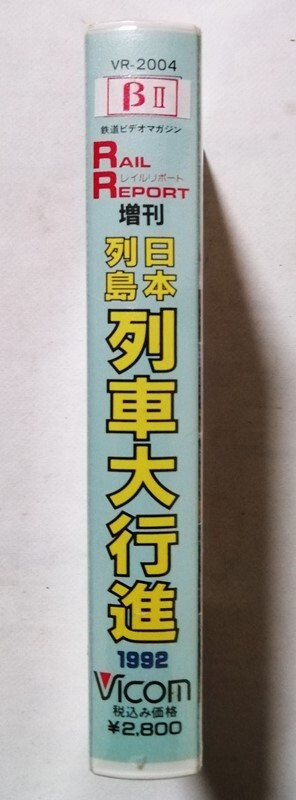 VR-2004
βII
鉄道ビデオマガジン
RAIL
レイル・リポート
REPORT
増刊
日本列島
列車大行進
1992
Vicom
税込み価格
¥2,800